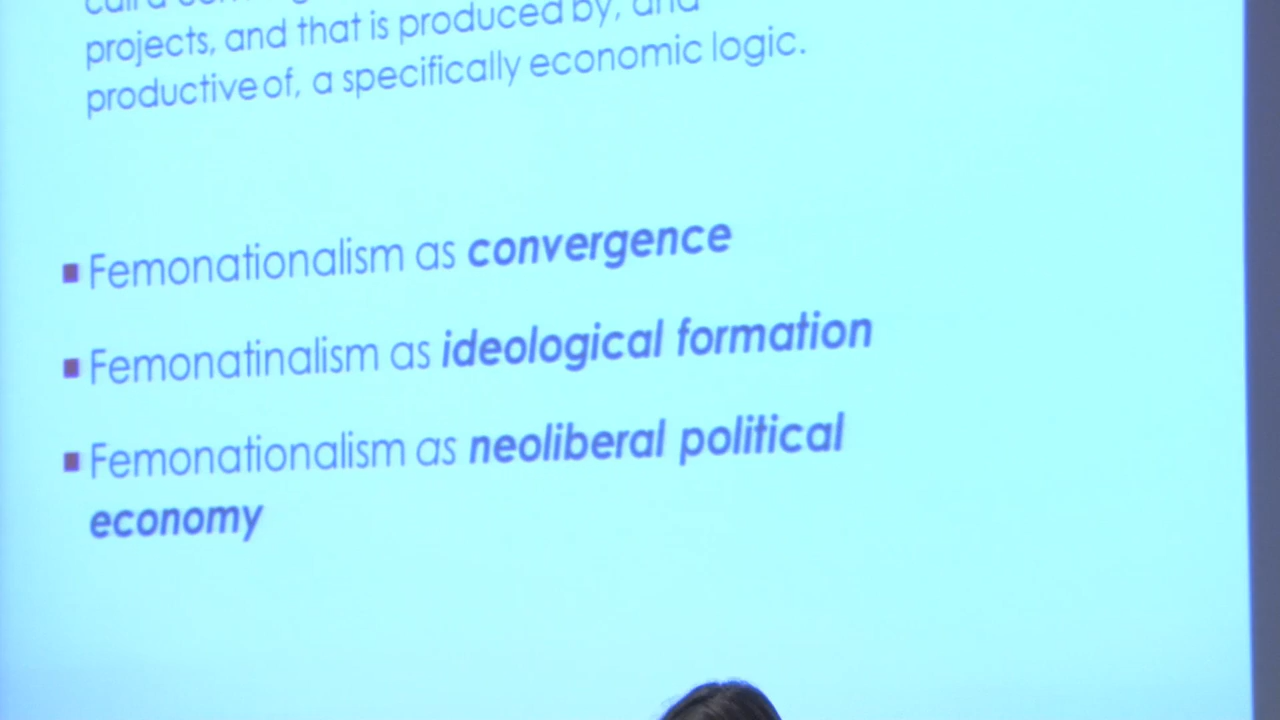 projects, and that is produced by, and
productive of, a specifically economic logic.
Femonationalism as convergence
Femonatinalism as ideological formation
Femonationalism as neoliberal political
economy